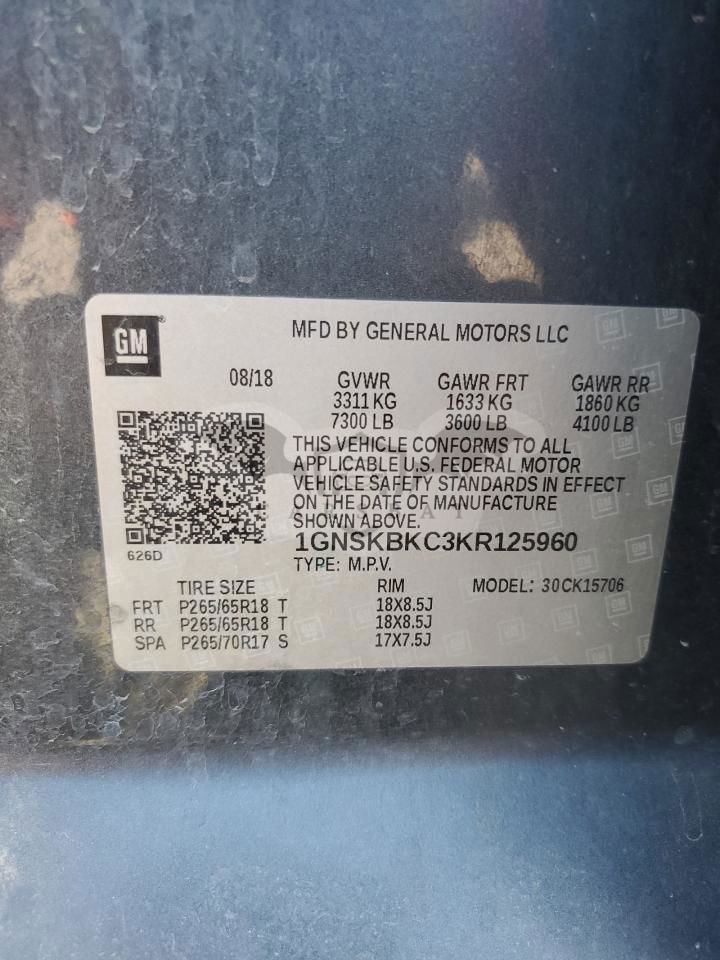 GM
MFD BY GENERAL MOTORS LLC
08/18 GVWR GAWR FRT GAWR RR
3311 KG 1633 KG 1860 KG
7300 LB 3600 LB 4100 LB
THIS VEHICLE CONFORMS TO ALL
APPLICABLE U.S. FEDERAL MOTOR
VEHICLE SAFETY STANDARDS IN EFFECT
ON THE DATE OF MANUFACTURE
SHOWN ABOVE.
1GNSKBKC3KR125960
626D
TYPE: M.P.V.
TIRE SIZE RIM MODEL: 30CK15706
FRT P265/65R18 T 18X8.5J
RR P265/65R18 T 18X8.5J
SPA P265/70R17 S 17X7.5J